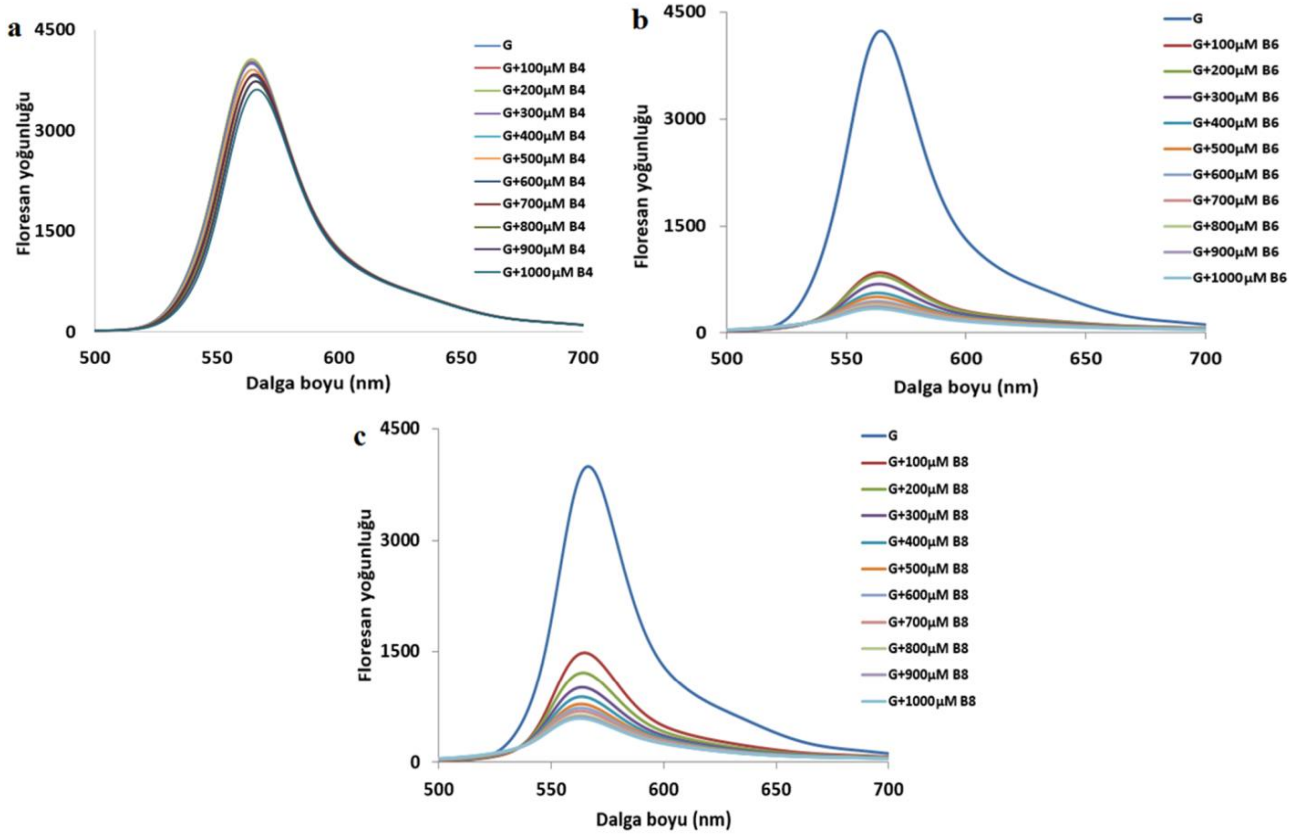 a
4500
3000
1500
0
500 550 600 650 700
Floresan yoğunluğu
Dalga boyu (nm)
G
G+100μM B4
G+200μM B4
G+300μM B4
G+400μM B4
G+500μM B4
G+600μM B4
G+700μM B4
G+800μM B4
G+900μM B4
G+1000μM B4
b
4500
3000
1500
0
500 550 600 650 700
Floresan yoğunluğu
Dalga boyu (nm)
G
G+100μM B6
G+200μM B6
G+300μM B6
G+400μM B6
G+500μM B6
G+600μM B6
G+700μM B6
G+800μM B6
G+900μM B6
G+1000μM B6
c
4500
3000
1500
0
500 550 600 650 700
Floresan yoğunluğu
Dalga boyu (nm)
G
G+100μM B8
G+200μM B8
G+300μM B8
G+400μM B8
G+500μM B8
G+600μM B8
G+700μM B8
G+800μM B8
G+900μM B8
G+1000μM B8